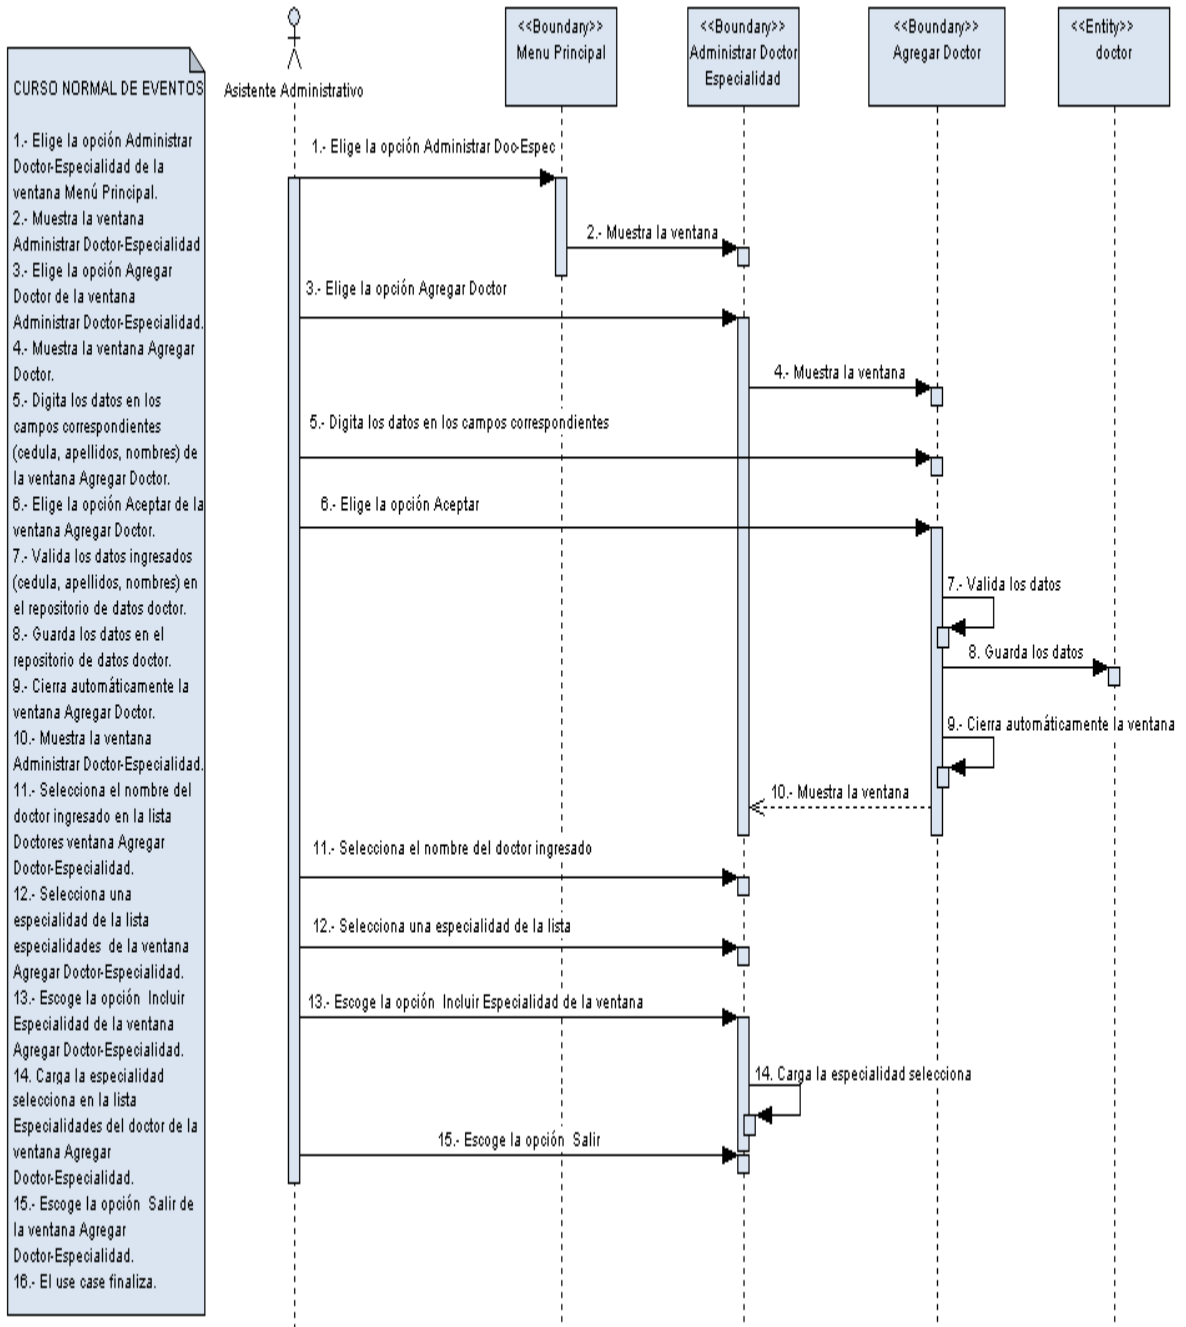 CURSO NORMAL DE EVENTOS
1.- Elige la opción Administrar
Doctor-Especialidad de la
ventana Menú Principal.
2.- Muestra la ventana
Administrar Doctor-Especialidad
3.- Elige la opción Agregar
Doctor de la ventana
Administrar Doctor-Especialidad.
4.- Muestra la ventana Agregar
Doctor.
5.- Digita los datos en los
campos correspondientes
(cedula, apellidos, nombres) de
la ventana Agregar Doctor.
6.- Elige la opción Aceptar de la
ventana Agregar Doctor.
7.- Valida los datos ingresados
(cedula, apellidos, nombres) en
el repositorio de datos doctor.
8.- Guarda los datos en el
repositorio de datos doctor.
9.- Cierra automáticamente la
ventana Agregar Doctor.
10.- Muestra la ventana
Administrar Doctor-Especialidad.
11.- Selecciona el nombre del
doctor ingresado en la lista
Doctores ventana Agregar
Doctor-Especialidad.
12.- Selecciona una
especialidad de la lista
especialidades de la ventana
Agregar Doctor-Especialidad.
13.- Escoge la opción Incluir
Especialidad de la ventana
Agregar Doctor-Especialidad.
14. Carga la especialidad
selecciona en la lista
Especialidades del doctor de la
ventana Agregar
Doctor-Especialidad.
15.- Escoge la opción Salir de
la ventana Agregar
Doctor-Especialidad.
16.- El use case finaliza.
Asistente Administrativo
<<Boundary>>
Menu Principal
<<Boundary>>
Administrar Doctor
Especialidad
<<Boundary>>
Agregar Doctor
<<Entity>>
doctor
1.- Elige la opción Administrar Doc-Espec
2.- Muestra la ventana
3.- Elige la opción Agregar Doctor
4.- Muestra la ventana
5.- Digita los datos en los campos correspondientes
6.- Elige la opción Aceptar
7.- Valida los datos
8. Guarda los datos
9.- Cierra automáticamente la ventana
10.- Muestra la ventana
11.- Selecciona el nombre del doctor ingresado
12.- Selecciona una especialidad de la lista
13.- Escoge la opción Incluir Especialidad de la ventana
14. Carga la especialidad selecciona
15.- Escoge la opción Salir